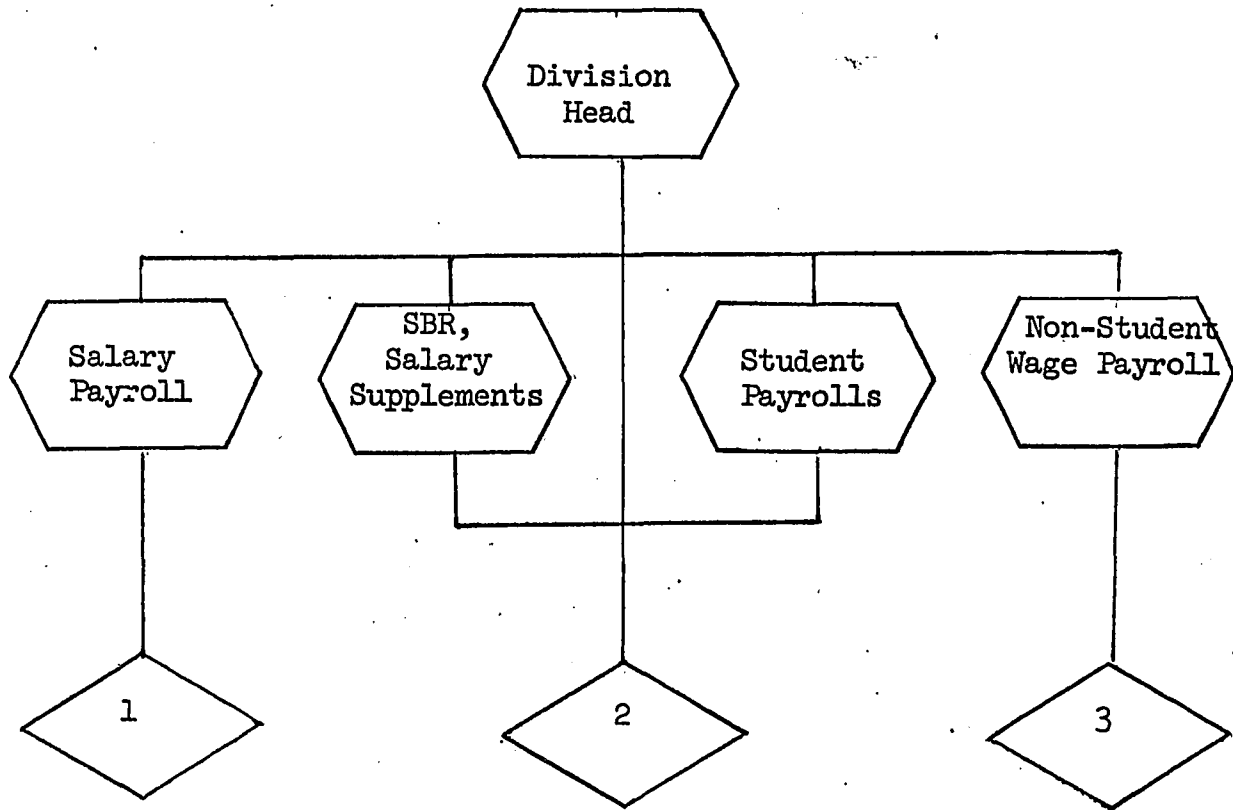 Division
Head
Salary
Payroll
SBR,
Salary
Supplements
Student
Payrolls
Non-Student
Wage Payroll
1
2
3